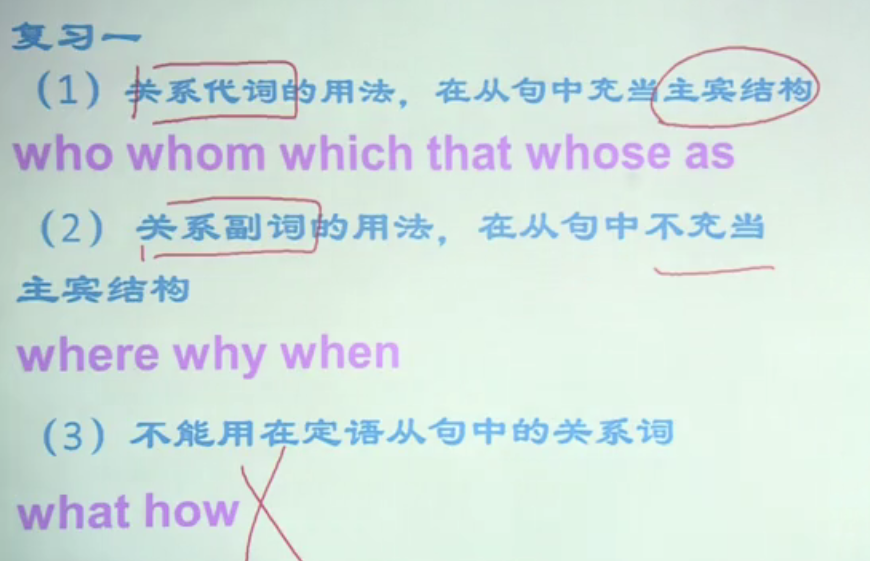 复习一
（1）关系代词的用法，在从句中充当主宾结构
who whom which that whose as
（2）关系副词的用法，在从句中不充当
主宾结构
where why when
（3）不能用在定语从句中的关系词
what how